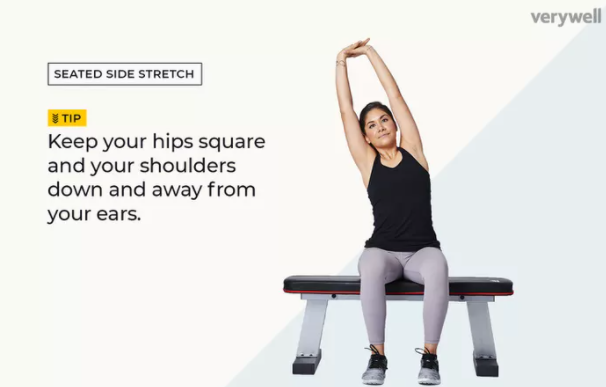 verywell
SEATED SIDE STRETCH
TIP
Keep your hips square
and your shoulders
down and away from
your ears.